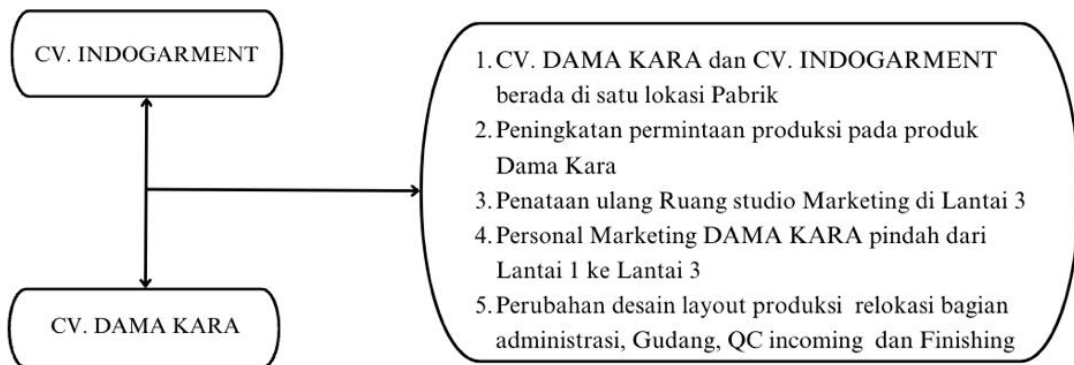 CV. INDOGARMENT
1. CV. DAMA KARA dan CV. INDOGARMENT
berada di satu lokasi Pabrik
2. Peningkatan permintaan produksi pada produk
Dama Kara
3. Penataan ulang Ruang studio Marketing di Lantai 3
4. Personal Marketing DAMA KARA pindah dari
Lantai 1 ke Lantai 3
5. Perubahan desain layout produksi relokasi bagian
administrasi, Gudang, QC incoming dan Finishing
CV. DAMA KARA